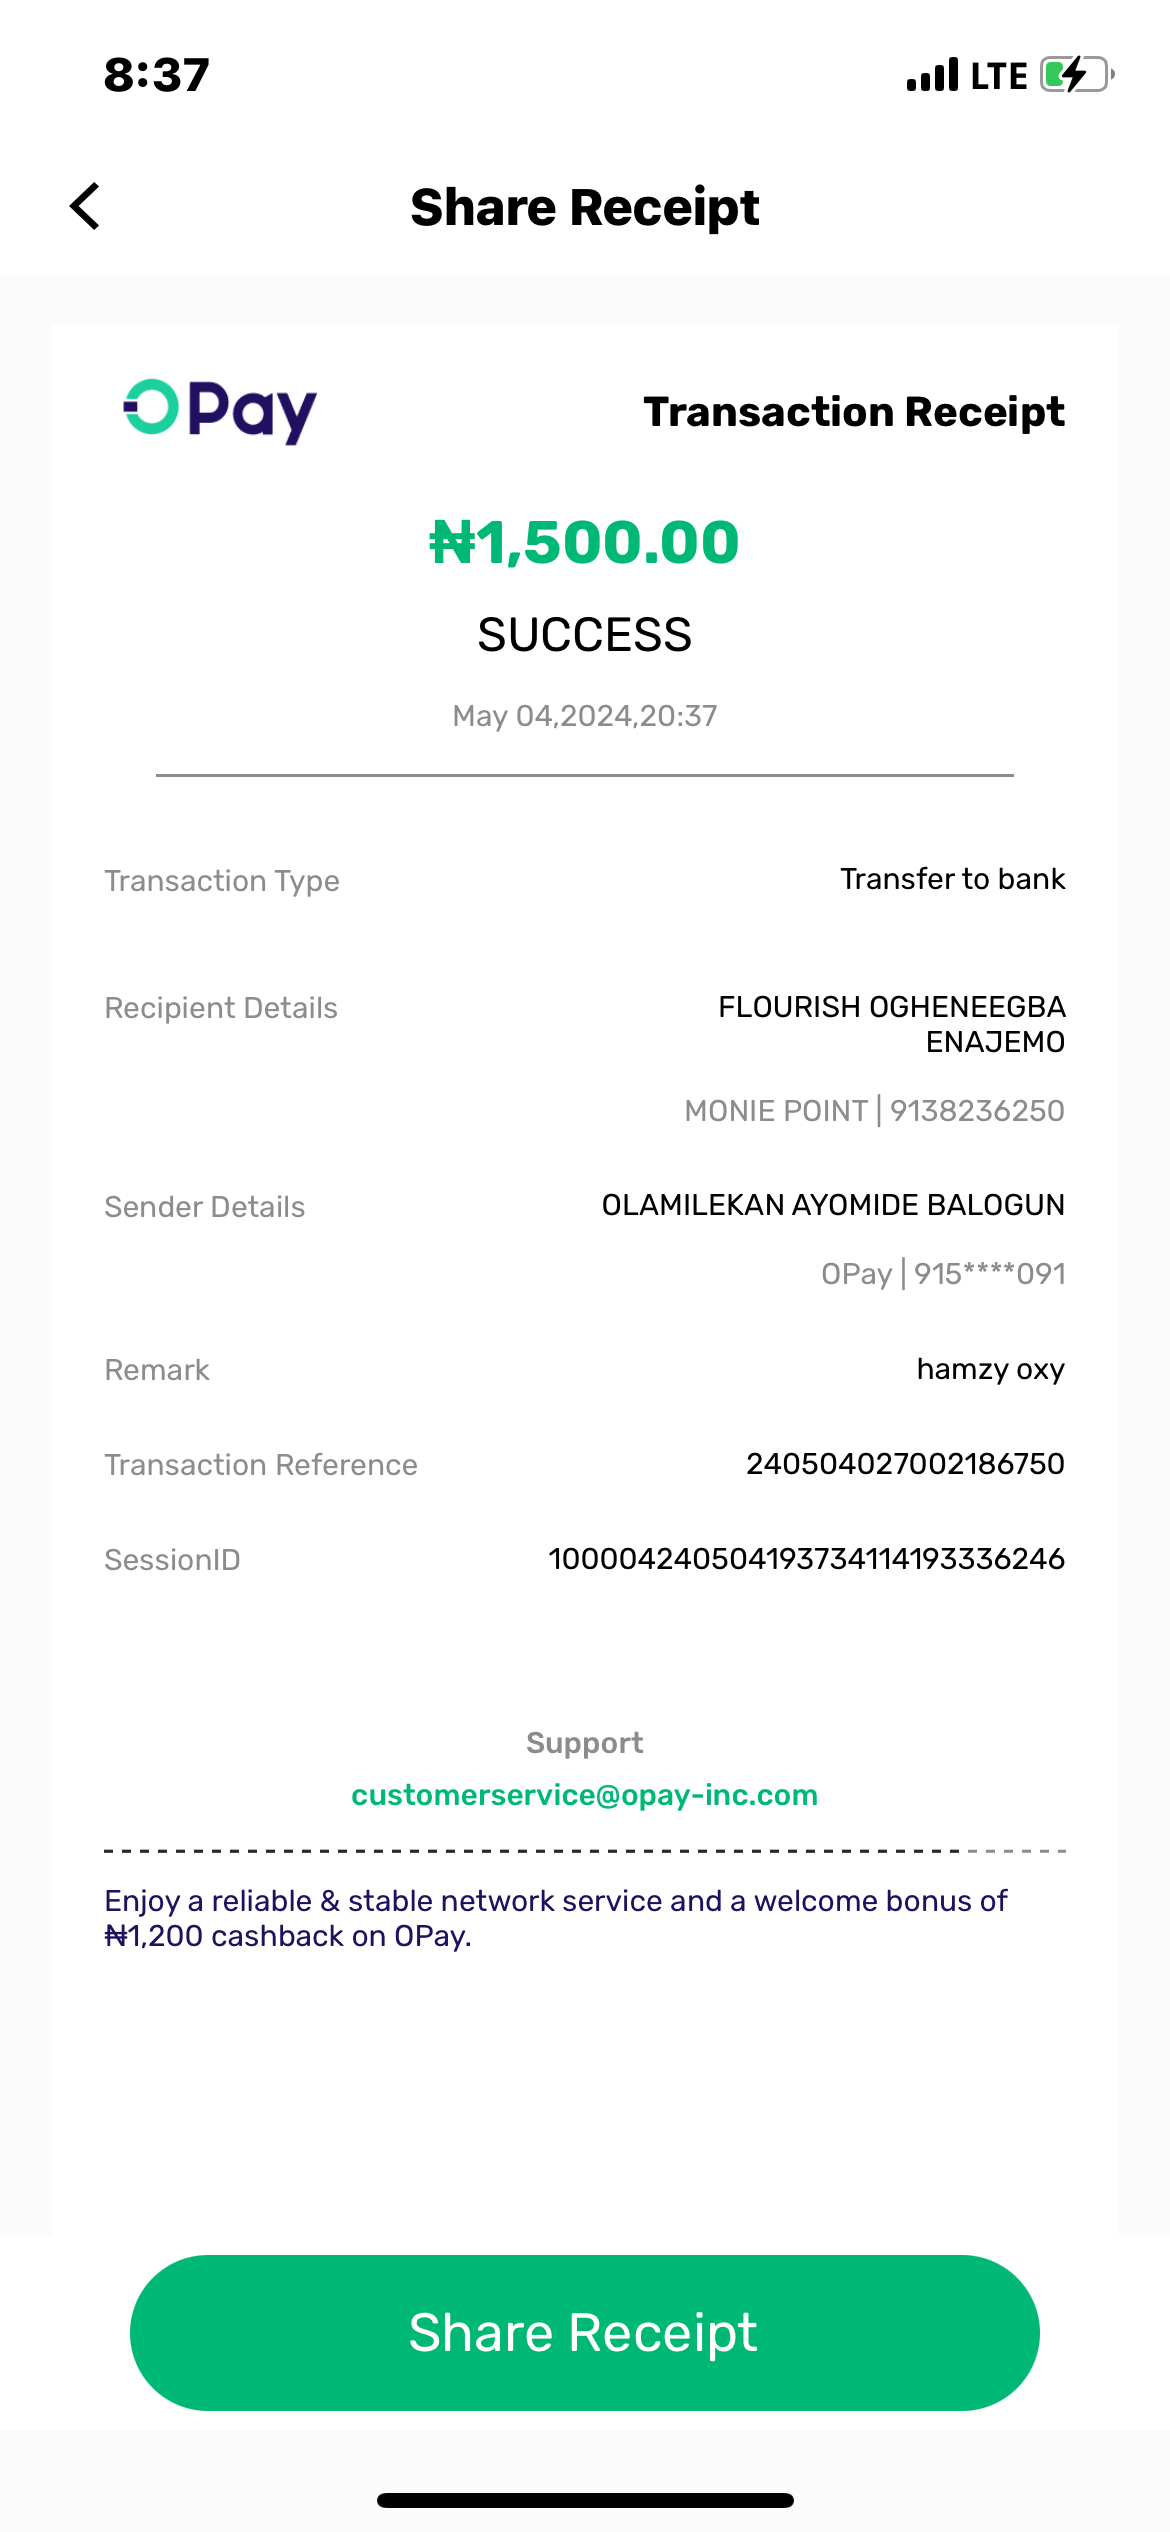 8:37 LTE
Share Receipt
OPay Transaction Receipt
₦1,500.00
SUCCESS
May 04,2024,20:37
Transaction Type Transfer to bank
Recipient Details FLOURISH OGHENEEGBA
ENAJEMO
MONIE POINT | 9138236250
Sender Details OLAMILEKAN AYOMIDE BALOGUN
OPay | 915****091
Remark hamzy oxy
Transaction Reference 240504027002186750
SessionID 100004240504193734114193336246
Support
customerservice@opay-inc.com
Enjoy a reliable & stable network service and a welcome bonus of
₦1,200 cashback on OPay.
Share Receipt